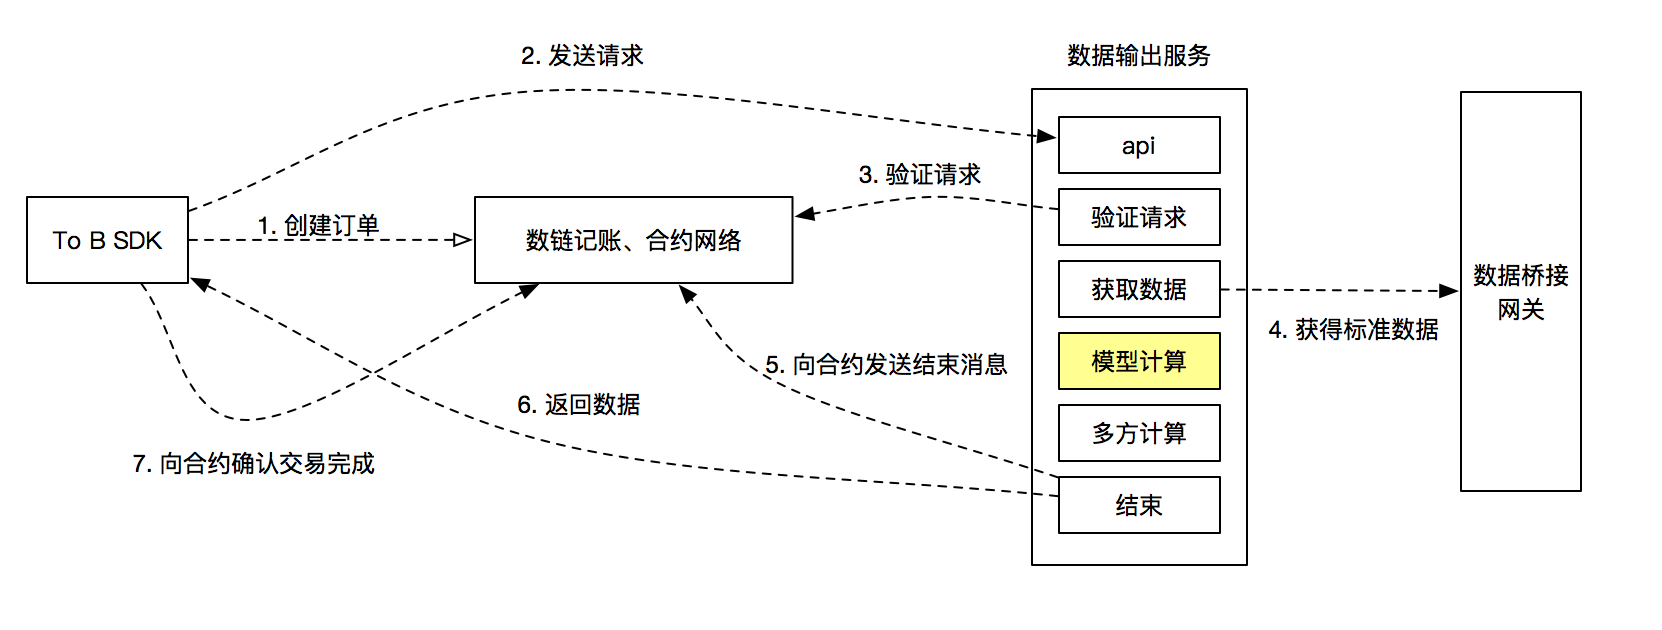 2. 发送请求
数据输出服务
api
3. 验证请求
验证请求
1. 创建订单
To B SDK
数链记账、合约网络
获取数据
数据桥接
网关
4. 获得标准数据
模型计算
5. 向合约发送结束消息
6. 返回数据
多方计算
7. 向合约确认交易完成
结束